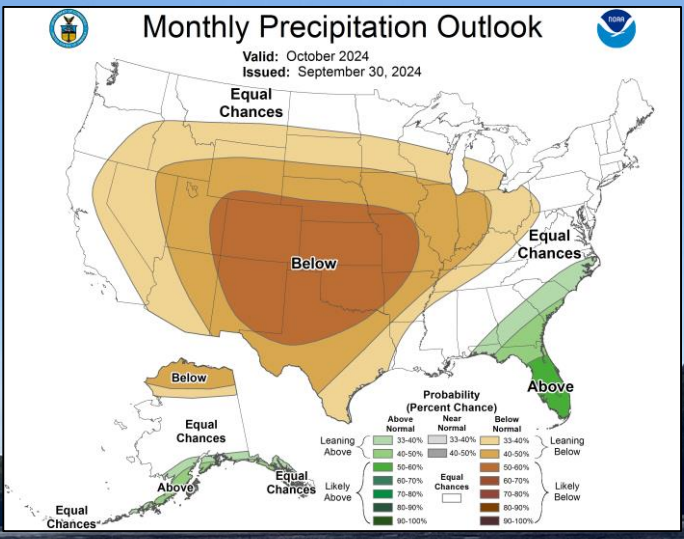 Monthly Precipitation Outlook
Valid: October 2024
Issued: September 30, 2024
NOAA
Equal
Chances
Below
Equal
Chances
Above
Below
Equal
Chances
Above
Equal
Chances
Equal
Chances
Probability
(Percent Chance)
Above
Normal
Near
Normal
Below
Normal
Leaning
Above
33-40%
33-40%
33-40%
Leaning
Below
40-50%
40-50%
40-50%
Likely
Above
50-60%
60-70%
70-80%
80-90%
90-100%
Equal
Chances
50-60%
60-70%
70-80%
80-90%
90-100%
Likely
Below